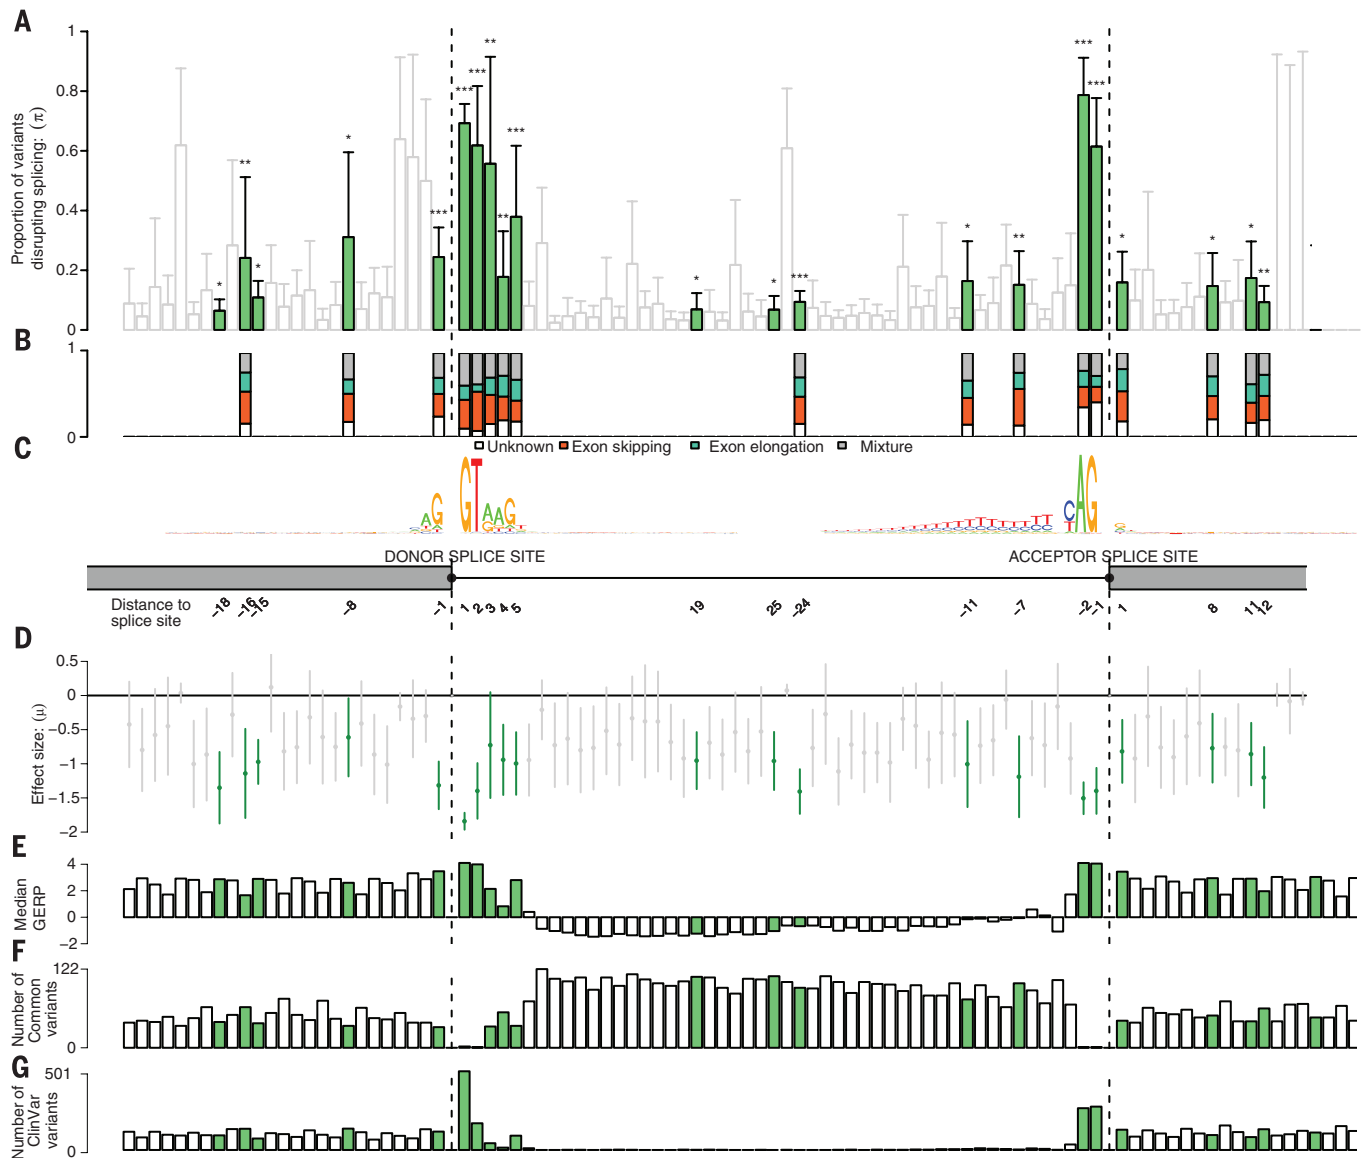 A
1
0.8
0.6
0.4
0.2
0
Proportion of variants
disrupting splicing: (π)
* ** * * *** *** *** ** ** *** * * *** * ** *** *** * * * **
B
1
0
Unknown Exon skipping Exon elongation Mixture
C
A G G T A A G T C A G G
DONOR SPLICE SITE ACCEPTOR SPLICE SITE
Distance to
splice site
-18 -16 -15 -8 -1 1 2 3 4 5 19 25 -24 -11 -7 -2 -1 1 8 11 12
D
0.5
0
-0.5
-1
-1.5
-2
Effect size: (μ)
E
4
2
0
-2
Median
GERP
F
122
0
Number of
Common
variants
G
501
0
Number of
ClinVar
variants